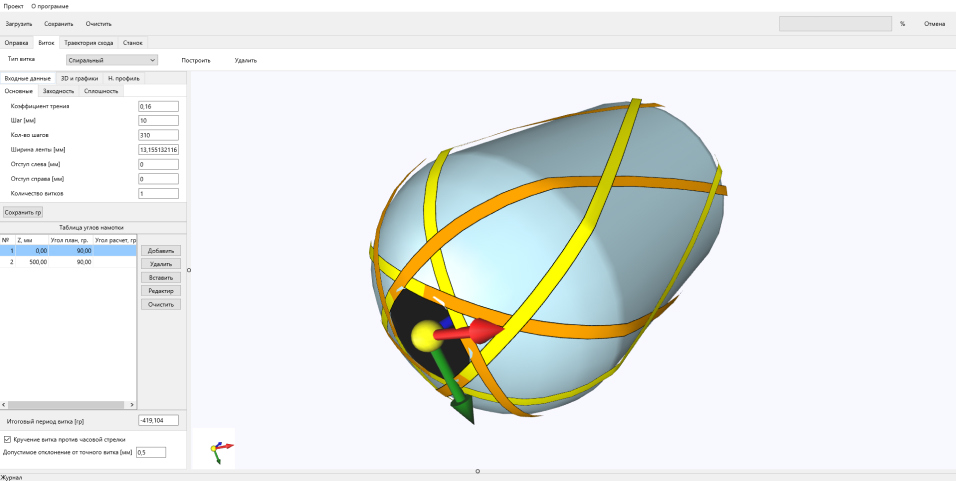 Проект О программе
Загрузить Сохранить Очистить
% Отмена
Оправка Виток Траектория схода Станок
Тип витка Спиральный Построить Удалить
Входные данные 3D и графики Н. профиль
Основные Заходность Сплошность
Коэффициент трения 0,16
Шаг [мм] 10
Кол-во шагов 310
Ширина ленты [мм] 13,155132116
Отступ слева [мм] 0
Отступ справа [мм] 0
Количество витков 1
Сохранить гр
Таблица углов намотки
№ Z, мм Угол план, гр. Угол расчет, гр
1 0,00 90,00 Добавить
2 500,00 90,00 Удалить
Вставить
Редактир
Очистить
< >
Итоговый период витка [гр] -419,104
Кручение витка против часовой стрелки
Допустимое отклонение от точного витка [мм] 0,5
Журнал